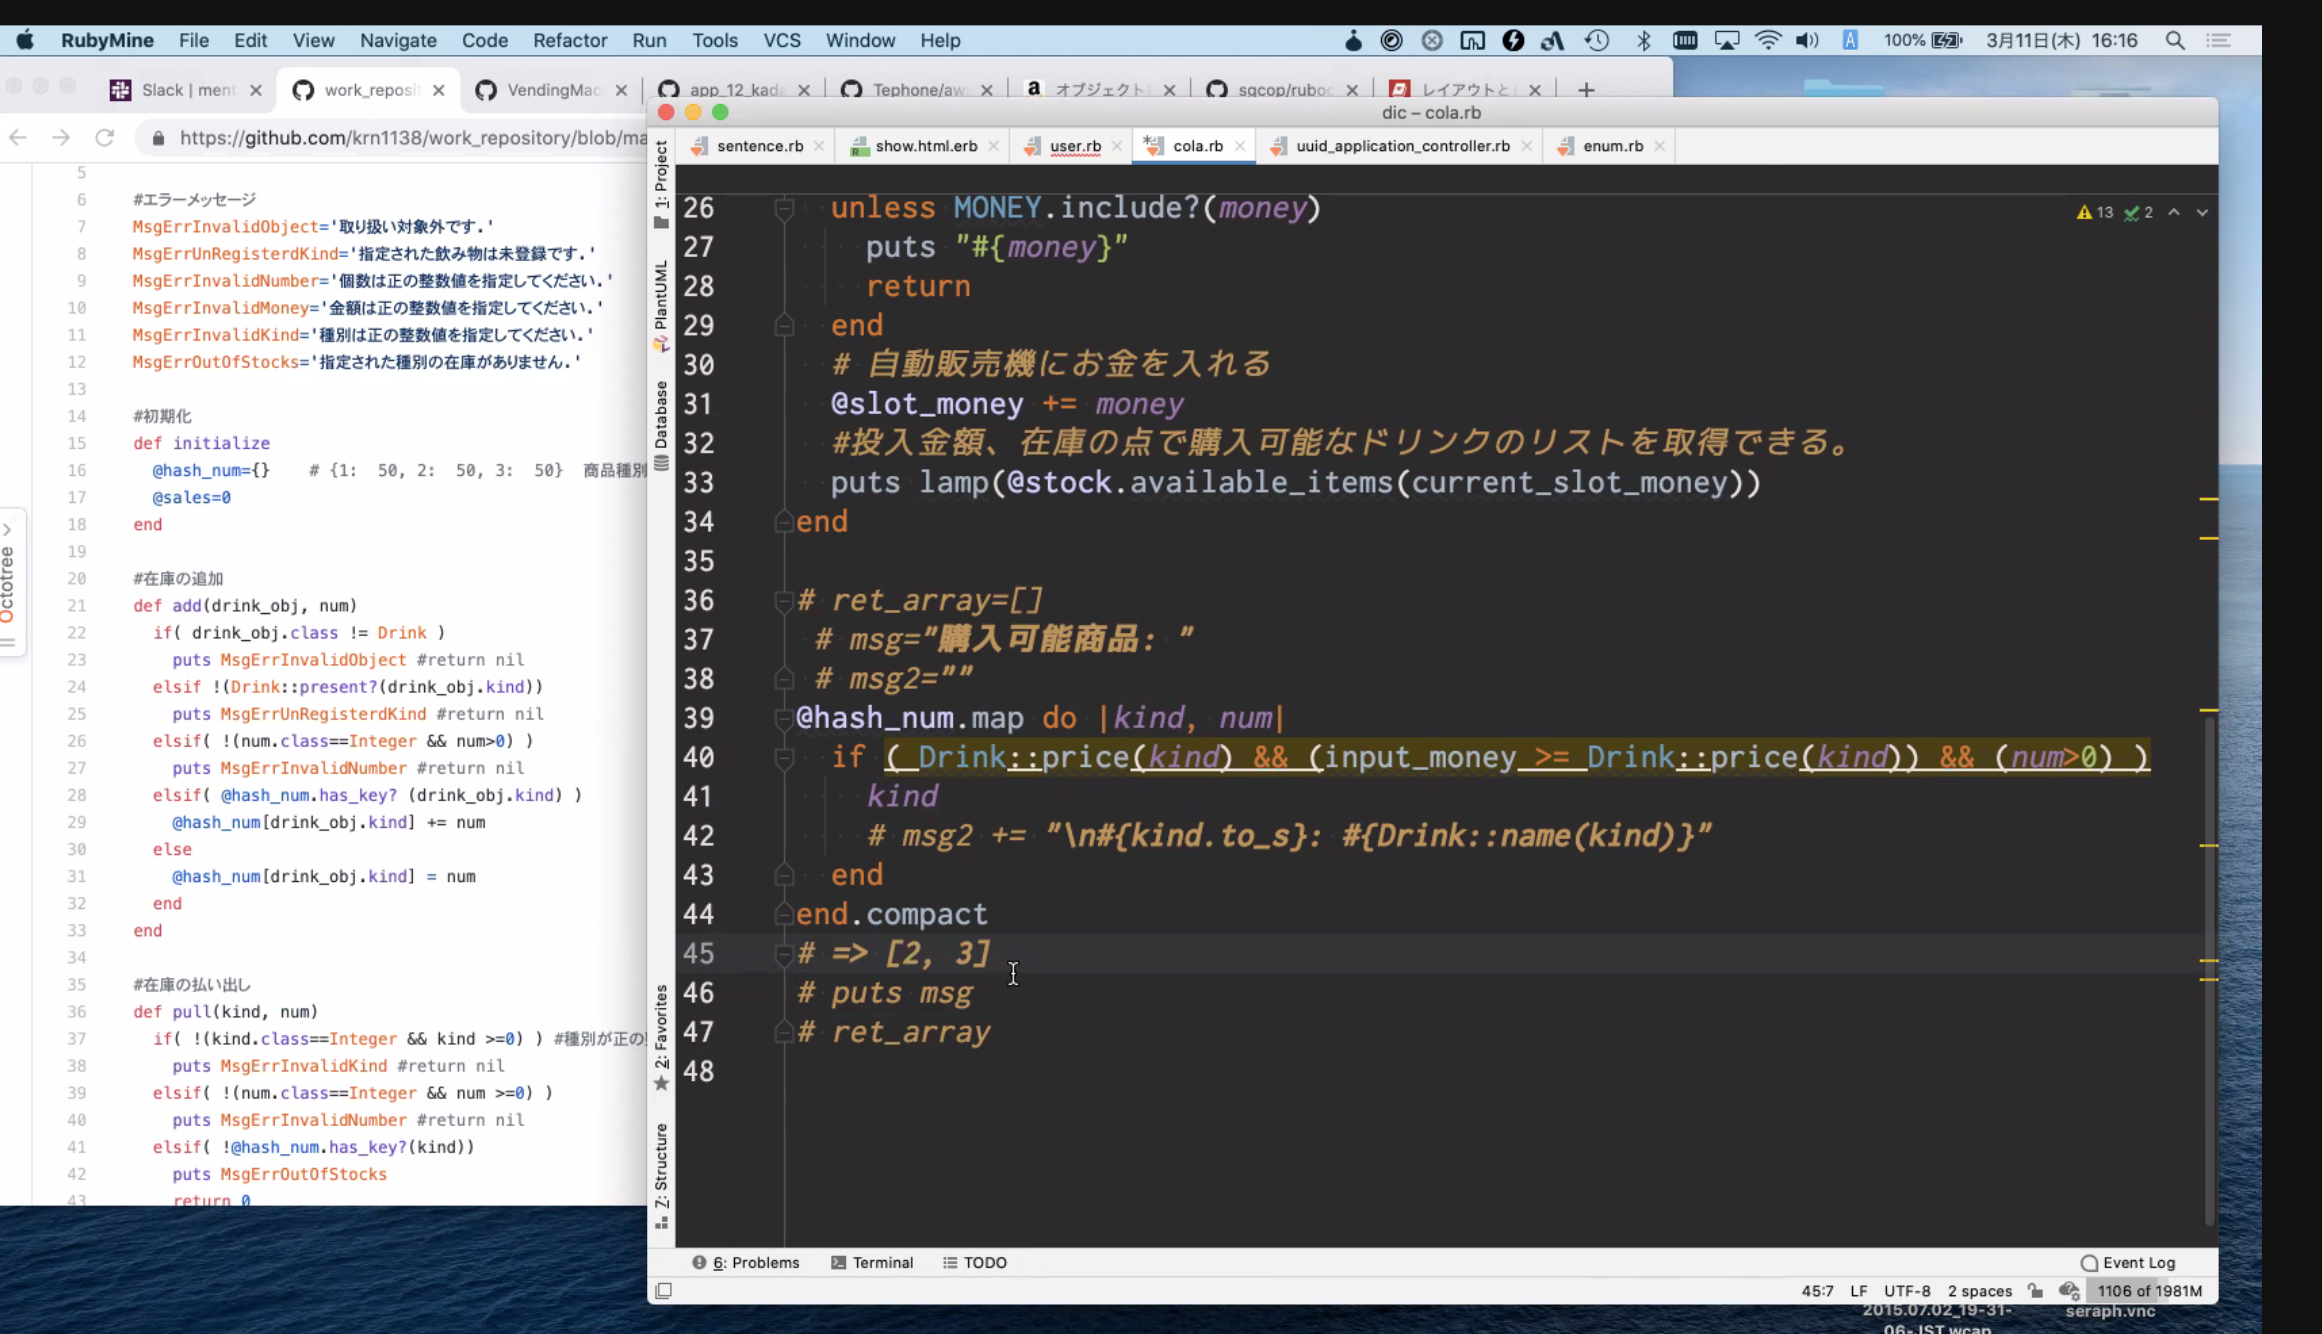 RubyMine File Edit View Navigate Code Refactor Run Tools VCS Window Help 100% 3月11日(木) 16:16
Slack | ment work_reposit VendingMac app_12_kada Tephone/aw オブジェクト sgcop/ruboc レイアウトと
https://github.com/krn1138/work_repository/blob/ma
Octotree
5
6 #エラーメッセージ
7 MsgErrInvalidObject='取り扱い対象外です.'
8 MsgErrUnRegisterdKind='指定された飲み物は未登録です.'
9 MsgErrInvalidNumber='個数は正の整数値を指定してください.'
10 MsgErrInvalidMoney='金額は正の整数値を指定してください.'
11 MsgErrInvalidKind='種別は正の整数値を指定してください.'
12 MsgErrOutOfStocks='指定された種別の在庫がありません.'
13
14 #初期化
15 def initialize
16 @hash_num={} # {1: 50, 2: 50, 3: 50} 商品種別
17 @sales=0
18 end
19
20 #在庫の追加
21 def add(drink_obj, num)
22 if( drink_obj.class != Drink )
23 puts MsgErrInvalidObject #return nil
24 elsif !(Drink::present?(drink_obj.kind))
25 puts MsgErrUnRegisterdKind #return nil
26 elsif( !(num.class==Integer && num>0) )
27 puts MsgErrInvalidNumber #return nil
28 elsif( @hash_num.has_key? (drink_obj.kind) )
29 @hash_num[drink_obj.kind] += num
30 else
31 @hash_num[drink_obj.kind] = num
32 end
33 end
34
35 #在庫の払い出し
36 def pull(kind, num)
37 if( !(kind.class==Integer && kind >=0) ) #種別が正の
38 puts MsgErrInvalidKind #return nil
39 elsif( !(num.class==Integer && num >=0) )
40 puts MsgErrInvalidNumber #return nil
41 elsif( !@hash_num.has_key?(kind))
42 puts MsgErrOutOfStocks
43 return 0
dic – cola.rb
sentence.rb show.html.erb user.rb cola.rb uuid_application_controller.rb enum.rb
1: Project
PlantUML
Database
2: Favorites
Z: Structure
13 2
26 unless MONEY.include?(money)
27 puts "#{money}"
28 return
29 end
30 # 自動販売機にお金を入れる
31 @slot_money += money
32 #投入金額、在庫の点で購入可能なドリンクのリストを取得できる。
33 puts lamp(@stock.available_items(current_slot_money))
34 end
35
36 # ret_array=[]
37 # msg="購入可能商品: "
38 # msg2=""
39 @hash_num.map do |kind, num|
40 if ( Drink::price(kind) && (input_money >= Drink::price(kind)) && (num>0) )
41 kind
42 # msg2 += "\n#{kind.to_s}: #{Drink::name(kind)}"
43 end
44 end.compact
45 # => [2, 3]
46 # puts msg
47 # ret_array
48
6: Problems Terminal TODO Event Log
45:7 LF UTF-8 2 spaces 1106 of 1981M
2015.07.02_19-31- seraph.vnc
06-JST.wcap